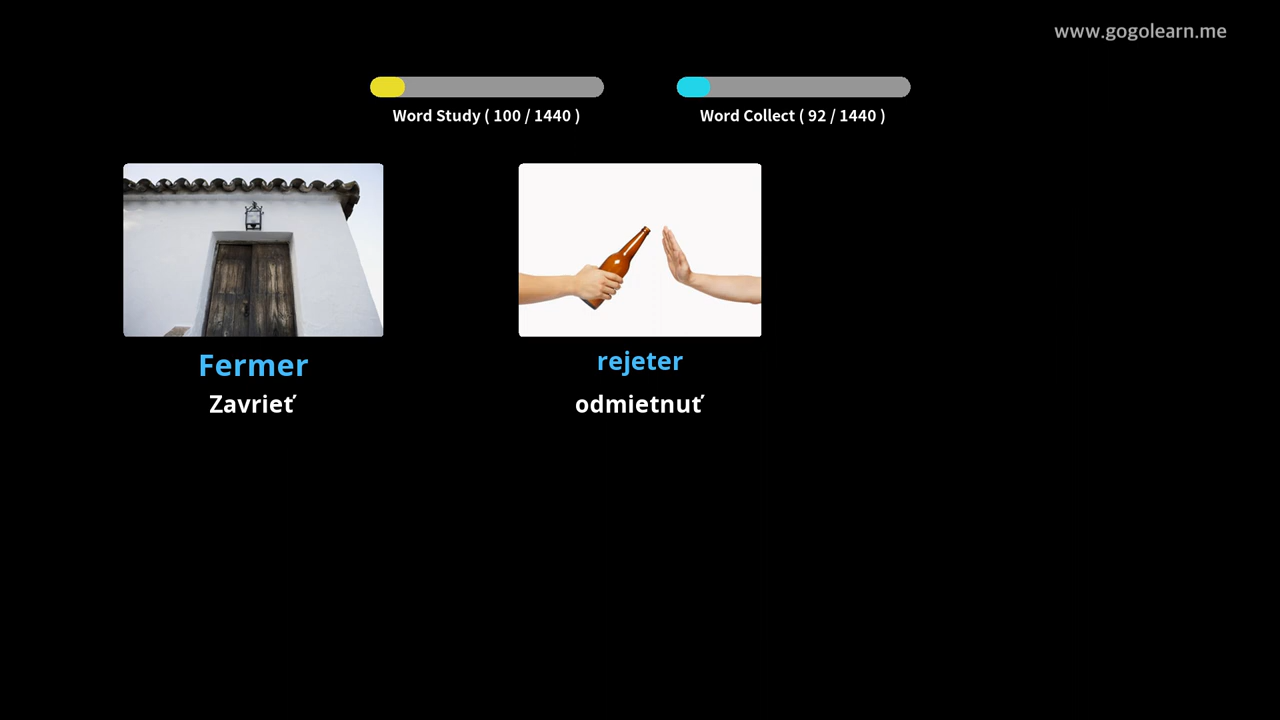 www.gogolearn.me
Word Study ( 100 / 1440 )
Word Collect ( 92 / 1440 )
Fermer
Zavrieť
rejeter
odmietnuť